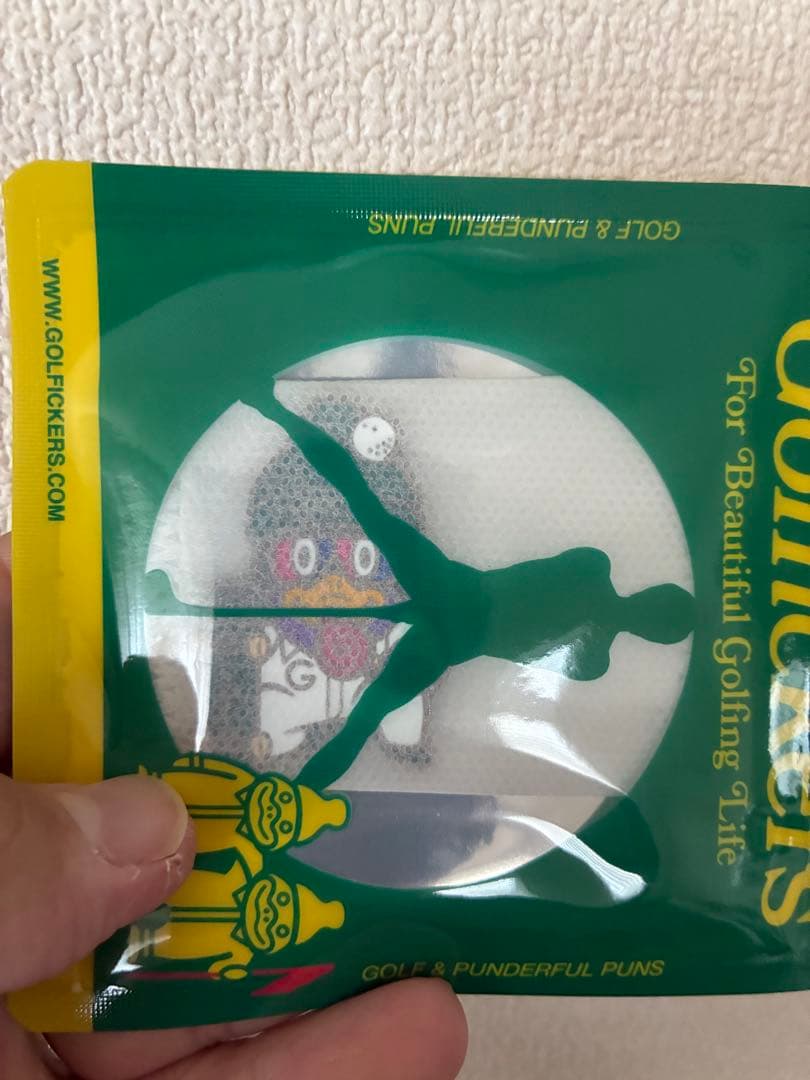 GOLF & PUNDERFUL PUNS
WWW.GOLFICKERS.COM
For Beautiful Golfing Life
GOLF & PUNDERFUL PUNS